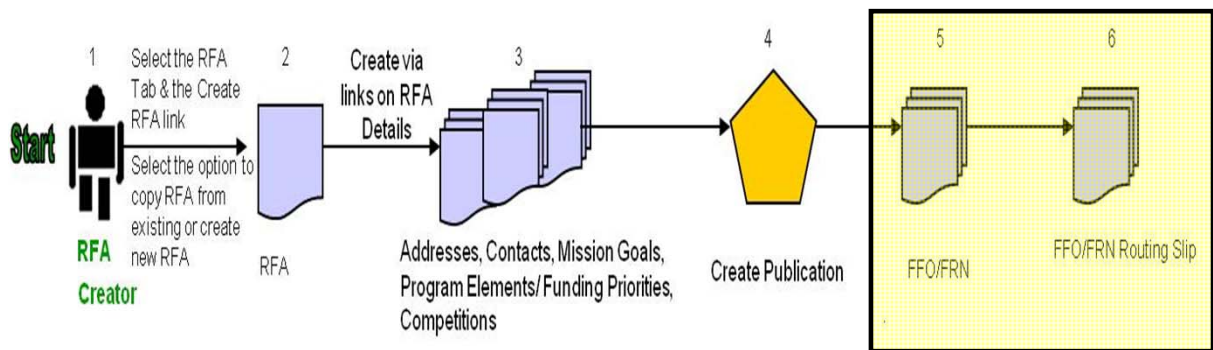 1
Select the RFA
Tab & the Create
RFA link
Start
Select the option to
copy RFA from
existing or create
new RFA
RFA
Creator
2
RFA
Create via
links on RFA
Details
3
Addresses, Contacts, Mission Goals,
Program Elements/ Funding Priorities,
Competitions
4
Create Publication
5
FFO/FRN
6
FFO/FRN Routing Slip